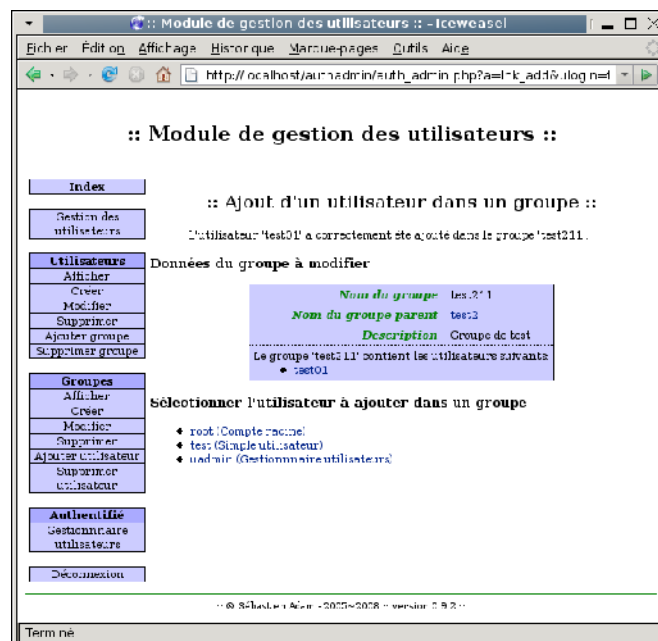 :: Module de gestion des utilisateurs :: - Iceweasel
Fichier Édition Affichage Historique Marque-pages Outils Aide
http://localhost/authadmin/auth_admin.php?a=lnk_add&ulogin=t
:: Module de gestion des utilisateurs ::
Index
Gestion des
utilisateurs
Utilisateurs
Afficher
Créer
Modifier
Supprimer
Ajouter groupe
Supprimer groupe
Groupes
Afficher
Créer
Modifier
Supprimer
Ajouter utilisateur
Supprimer
utilisateur
Authentifié
Gestionnnaire
utilisateurs
Déconnexion
:: Ajout d'un utilisateur dans un groupe ::
L'utilisateur 'test01' a correctement été ajouté dans le groupe 'test211'.
Données du groupe à modifier
Nom du groupe test211
Nom du groupe parent
Description Groupe de test
Le groupe 'test211' contient les utilisateurs suivants
test01
Sélectionner l'utilisateur à ajouter dans un groupe
root (Compte racine)
test (Simple utilisateur)
uadmin (Gestionnnaire utilisateurs)
:: © Sébastien Adam - 2005~2008 :: version 0.9.2 ::
Terminé